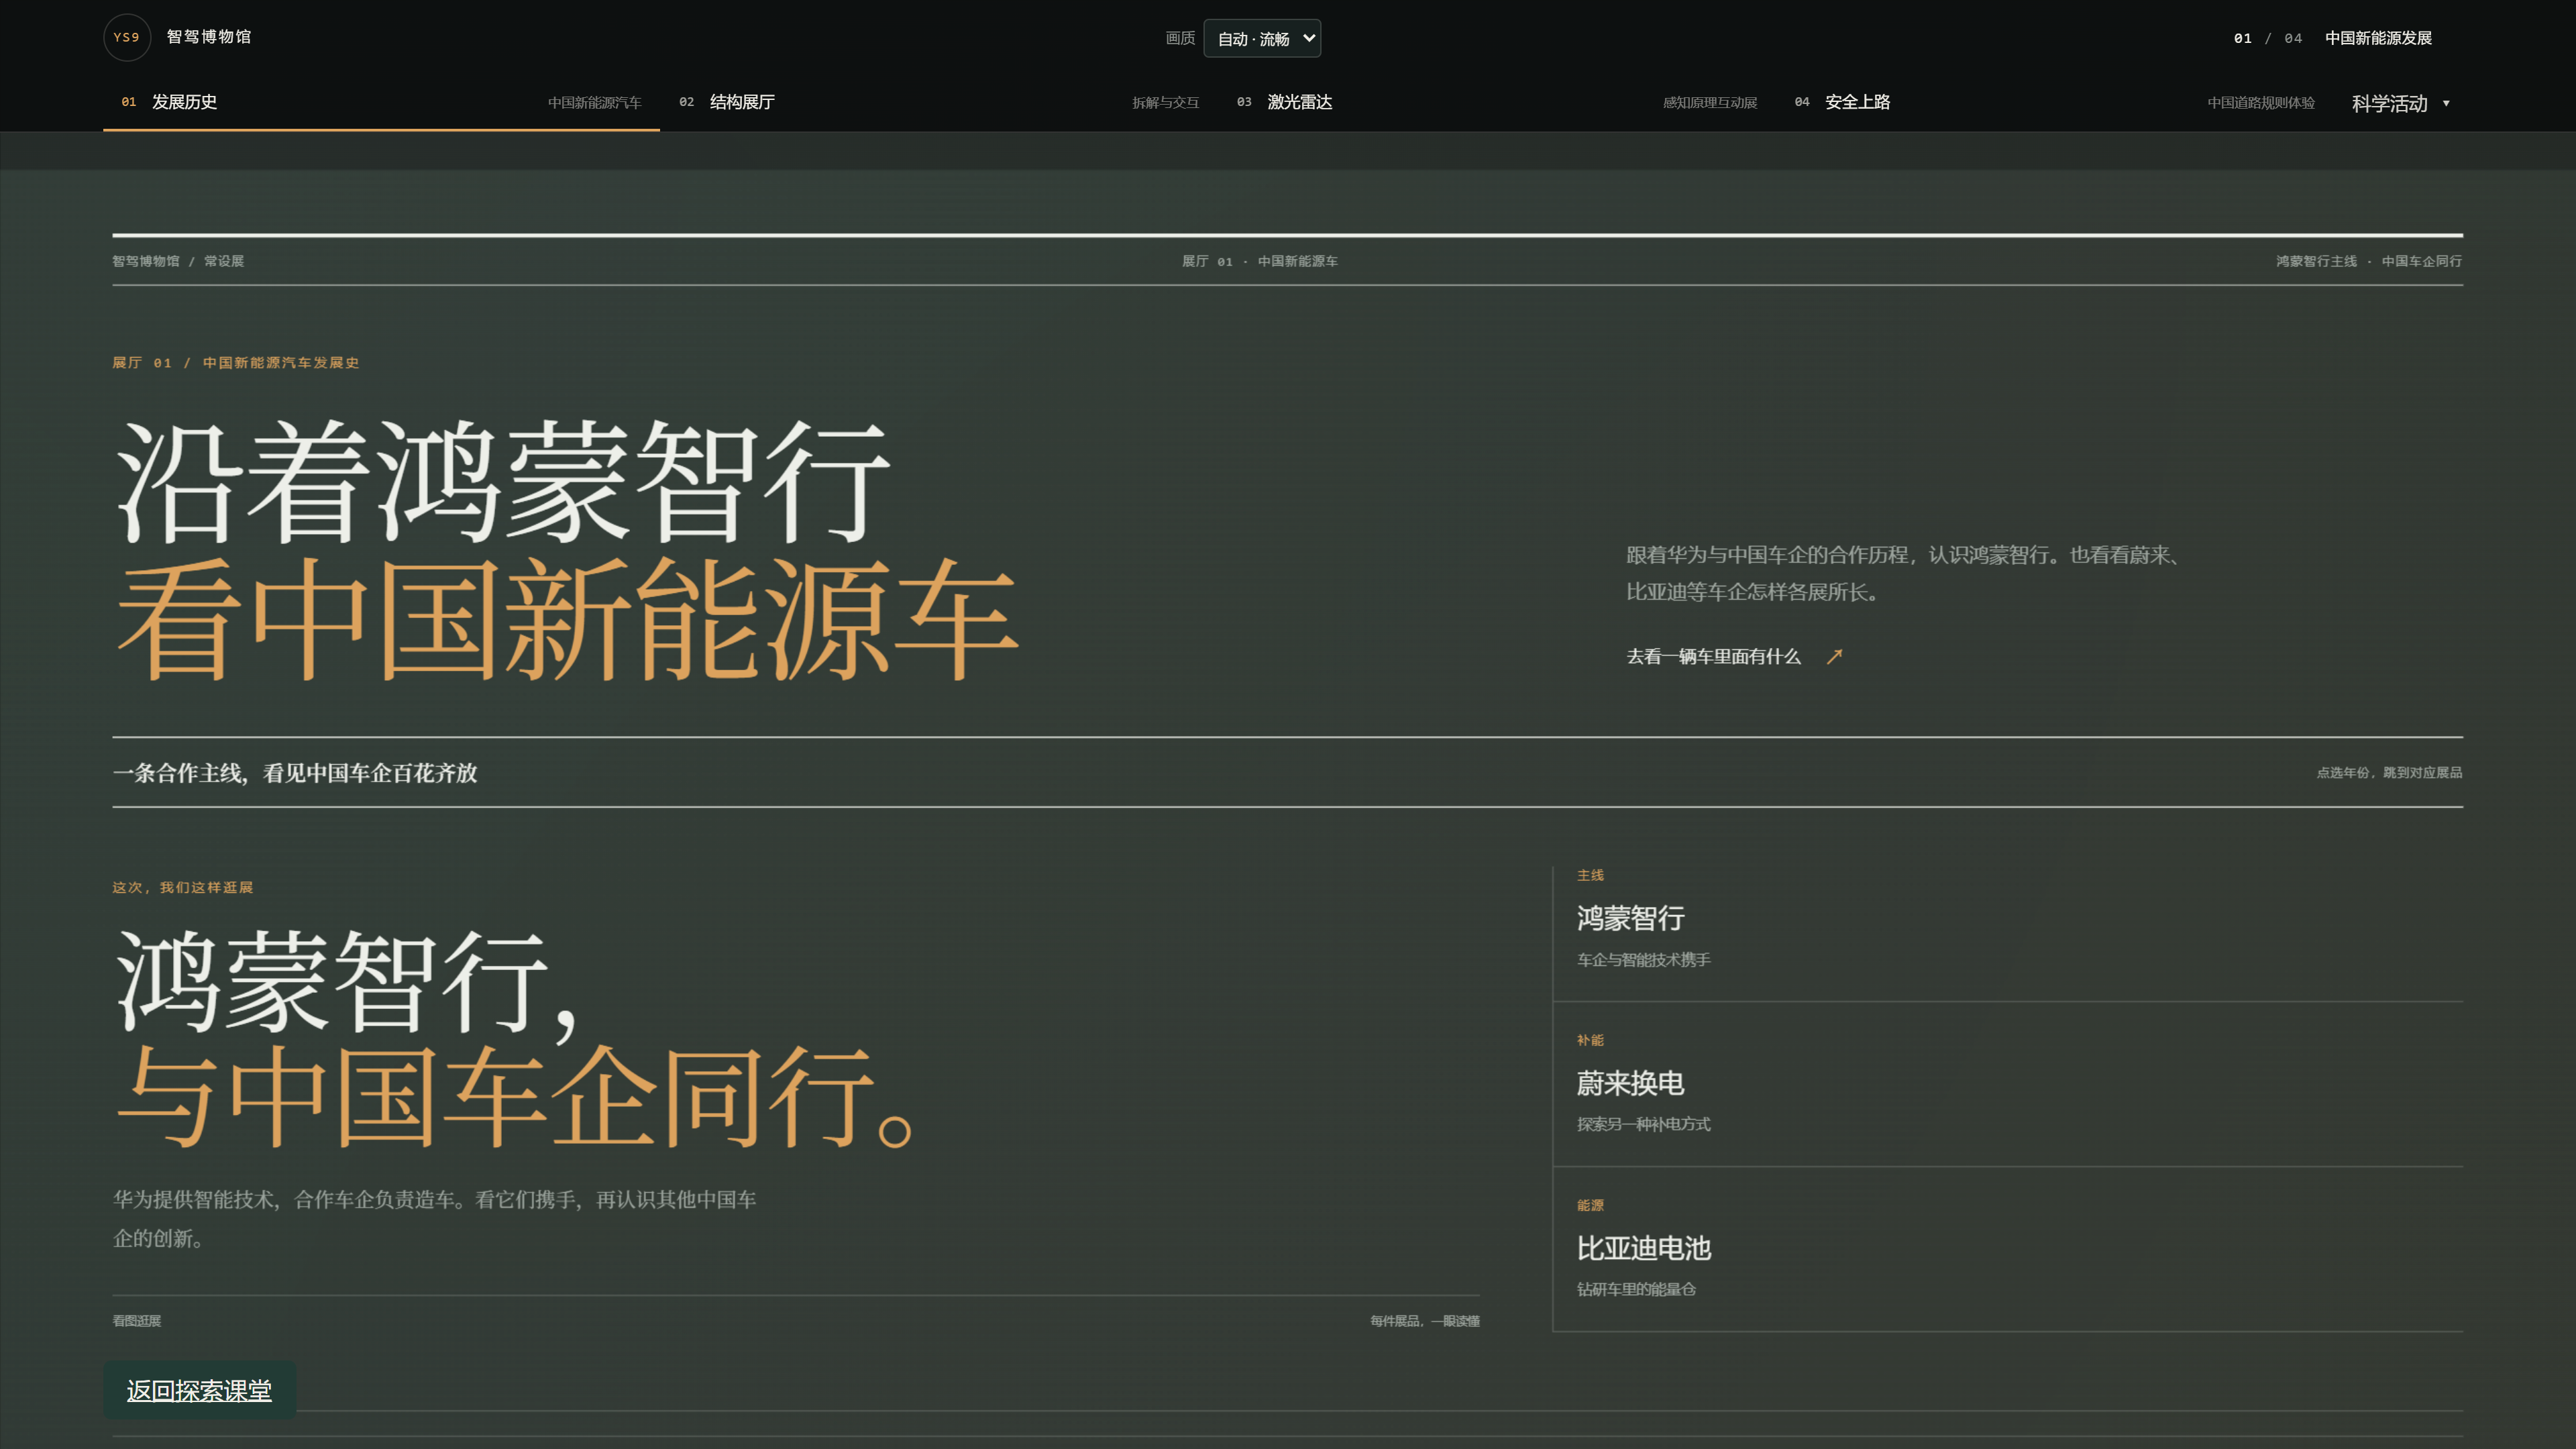 YS9 智驾博物馆
画质 自动 · 流畅
01 / 04 中国新能源发展
01 发展历史 中国新能源汽车
02 结构展厅 拆解与交互
03 激光雷达 感知原理互动展
04 安全上路 中国道路规则体验
科学活动 ▼
智驾博物馆 / 常设展
展厅 01 · 中国新能源车
鸿蒙智行主线 · 中国车企同行
展厅 01 / 中国新能源汽车发展史
沿着鸿蒙智行
看中国新能源车
跟着华为与中国车企的合作历程，认识鸿蒙智行。也看看蔚来、
比亚迪等车企怎样各展所长。
去看一辆车里面有什么 ↗
一条合作主线，看见中国车企百花齐放
点选年份，跳到对应展品
这次，我们这样逛展
鸿蒙智行，
与中国车企同行。
华为提供智能技术，合作车企负责造车。看它们携手，再认识其他中国车
企的创新。
看图逛展
每件展品，一眼读懂
主线
鸿蒙智行
车企与智能技术携手
补能
蔚来换电
探索另一种补电方式
能源
比亚迪电池
钻研车里的能量仓
返回探索课堂